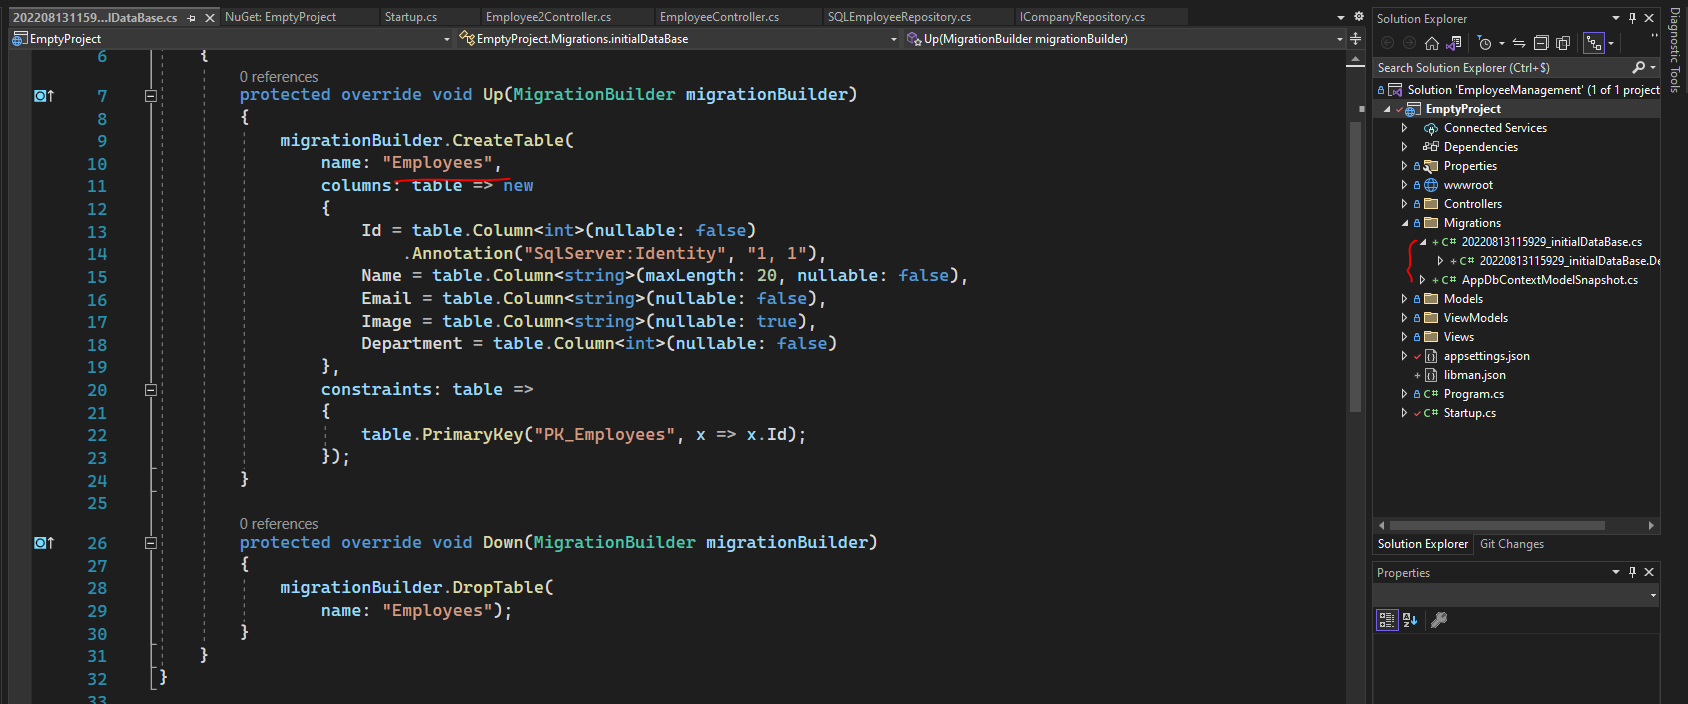 202208131159...lDataBase.cs
NuGet: EmptyProject
Startup.cs
Employee2Controller.cs
EmployeeController.cs
SQLEmployeeRepository.cs
ICompanyRepository.cs
EmptyProject
EmptyProject.Migrations.initialDataBase
Up(MigrationBuilder migrationBuilder)
6 {
0 references
7 protected override void Up(MigrationBuilder migrationBuilder)
8 {
9 migrationBuilder.CreateTable(
10 name: "Employees",
11 columns: table => new
12 {
13 Id = table.Column<int>(nullable: false)
14 .Annotation("SqlServer:Identity", "1, 1"),
15 Name = table.Column<string>(maxLength: 20, nullable: false),
16 Email = table.Column<string>(nullable: false),
17 Image = table.Column<string>(nullable: true),
18 Department = table.Column<int>(nullable: false)
19 },
20 constraints: table =>
21 {
22 table.PrimaryKey("PK_Employees", x => x.Id);
23 });
24 }
25
0 references
26 protected override void Down(MigrationBuilder migrationBuilder)
27 {
28 migrationBuilder.DropTable(
29 name: "Employees");
30 }
31 }
32 }
33
Solution Explorer
Search Solution Explorer (Ctrl+$)
Solution 'EmployeeManagement' (1 of 1 project
EmptyProject
Connected Services
Dependencies
Properties
wwwroot
Controllers
Migrations
C# 20220813115929_initialDataBase.cs
C# 20220813115929_initialDataBase.De
C# AppDbContextModelSnapshot.cs
Models
ViewModels
Views
appsettings.json
libman.json
C# Program.cs
C# Startup.cs
Solution Explorer
Git Changes
Properties
Diagnostic Tools